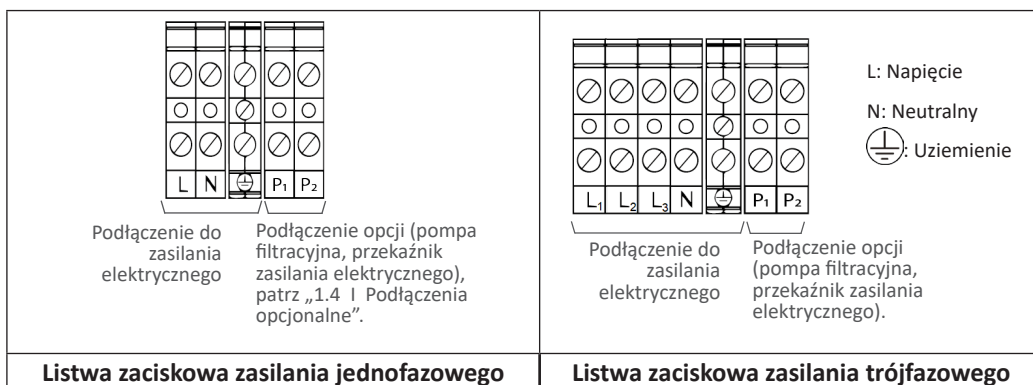 L N P₁ P₂
Podłączenie do
zasilania
elektrycznego
Podłączenie opcji (pompa
filtracyjna, przekaźnik
zasilania elektrycznego),
patrz „1.4 I Podłączenia
opcjonalne”.
Listwa zaciskowa zasilania jednofazowego
L₁ L₂ L₃ N P₁ P₂
Podłączenie do
zasilania
elektrycznego
Podłączenie opcji
(pompa filtracyjna,
przekaźnik zasilania
elektrycznego).
L: Napięcie
N: Neutralny
: Uziemienie
Listwa zaciskowa zasilania trójfazowego